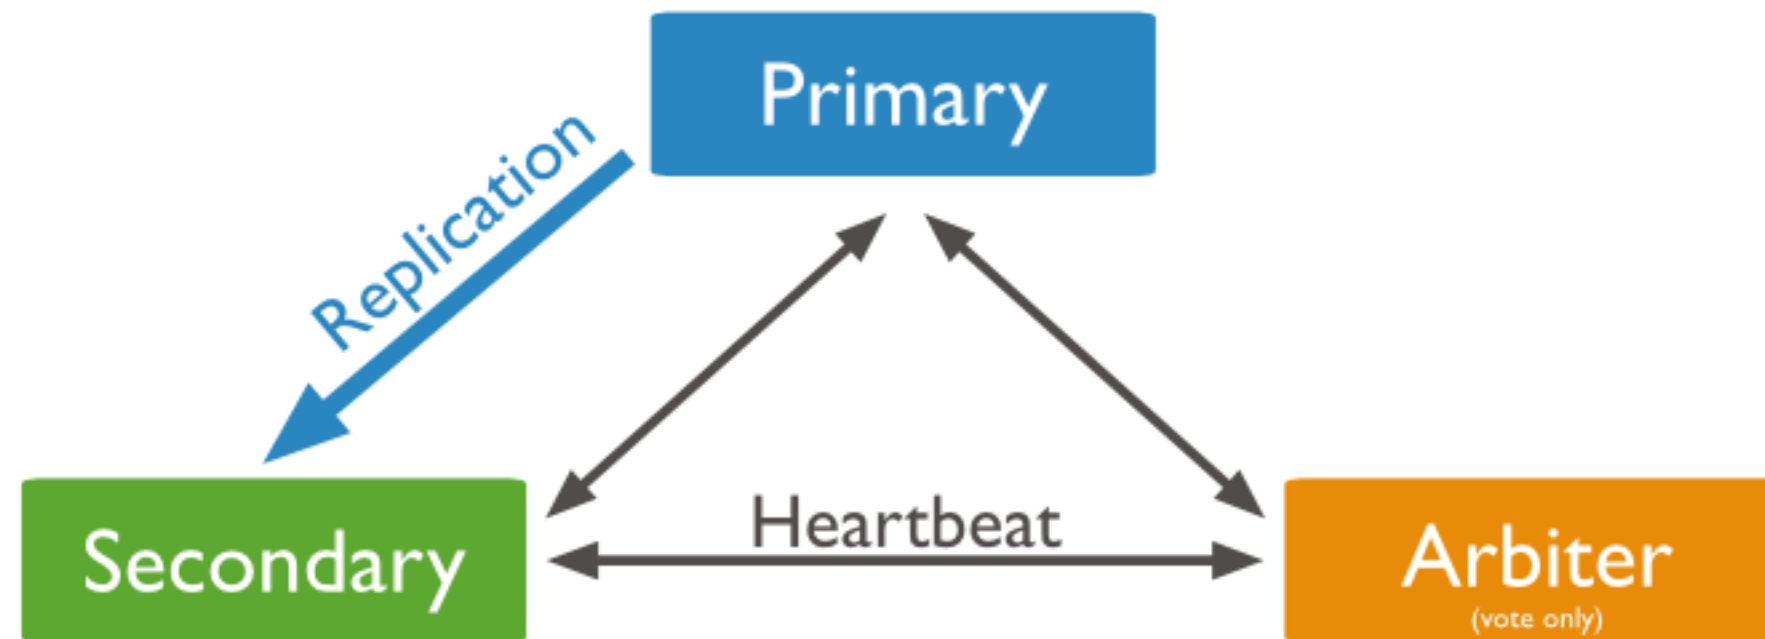 Primary
Replication
Heartbeat
Secondary
Arbiter
(vote only)